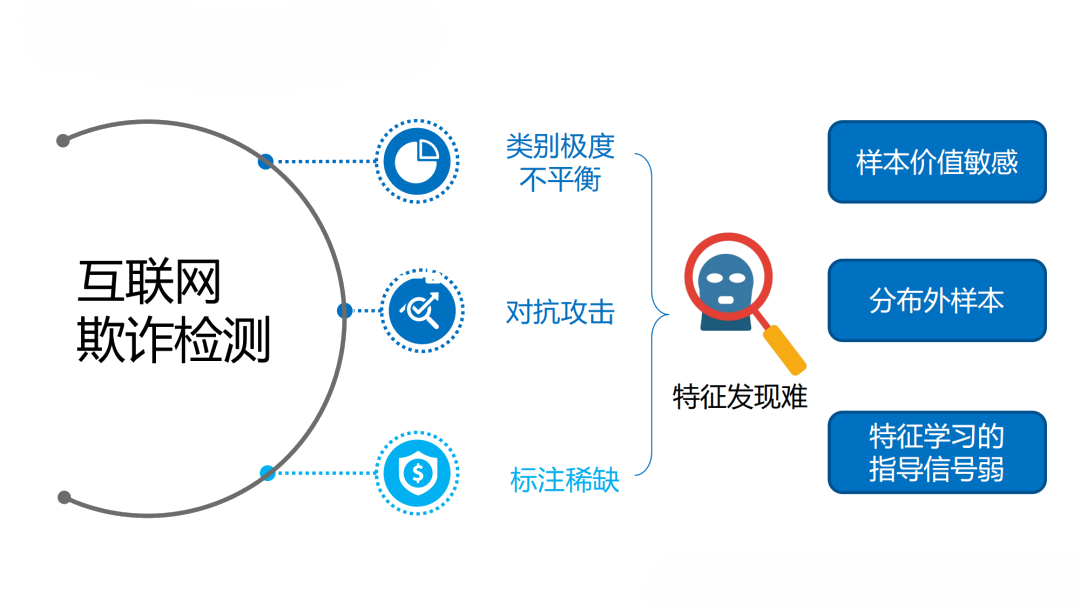 互联网
欺诈检测
类别极度
不平衡
对抗攻击
标注稀缺
特征发现难
样本价值敏感
分布外样本
特征学习的
指导信号弱
$